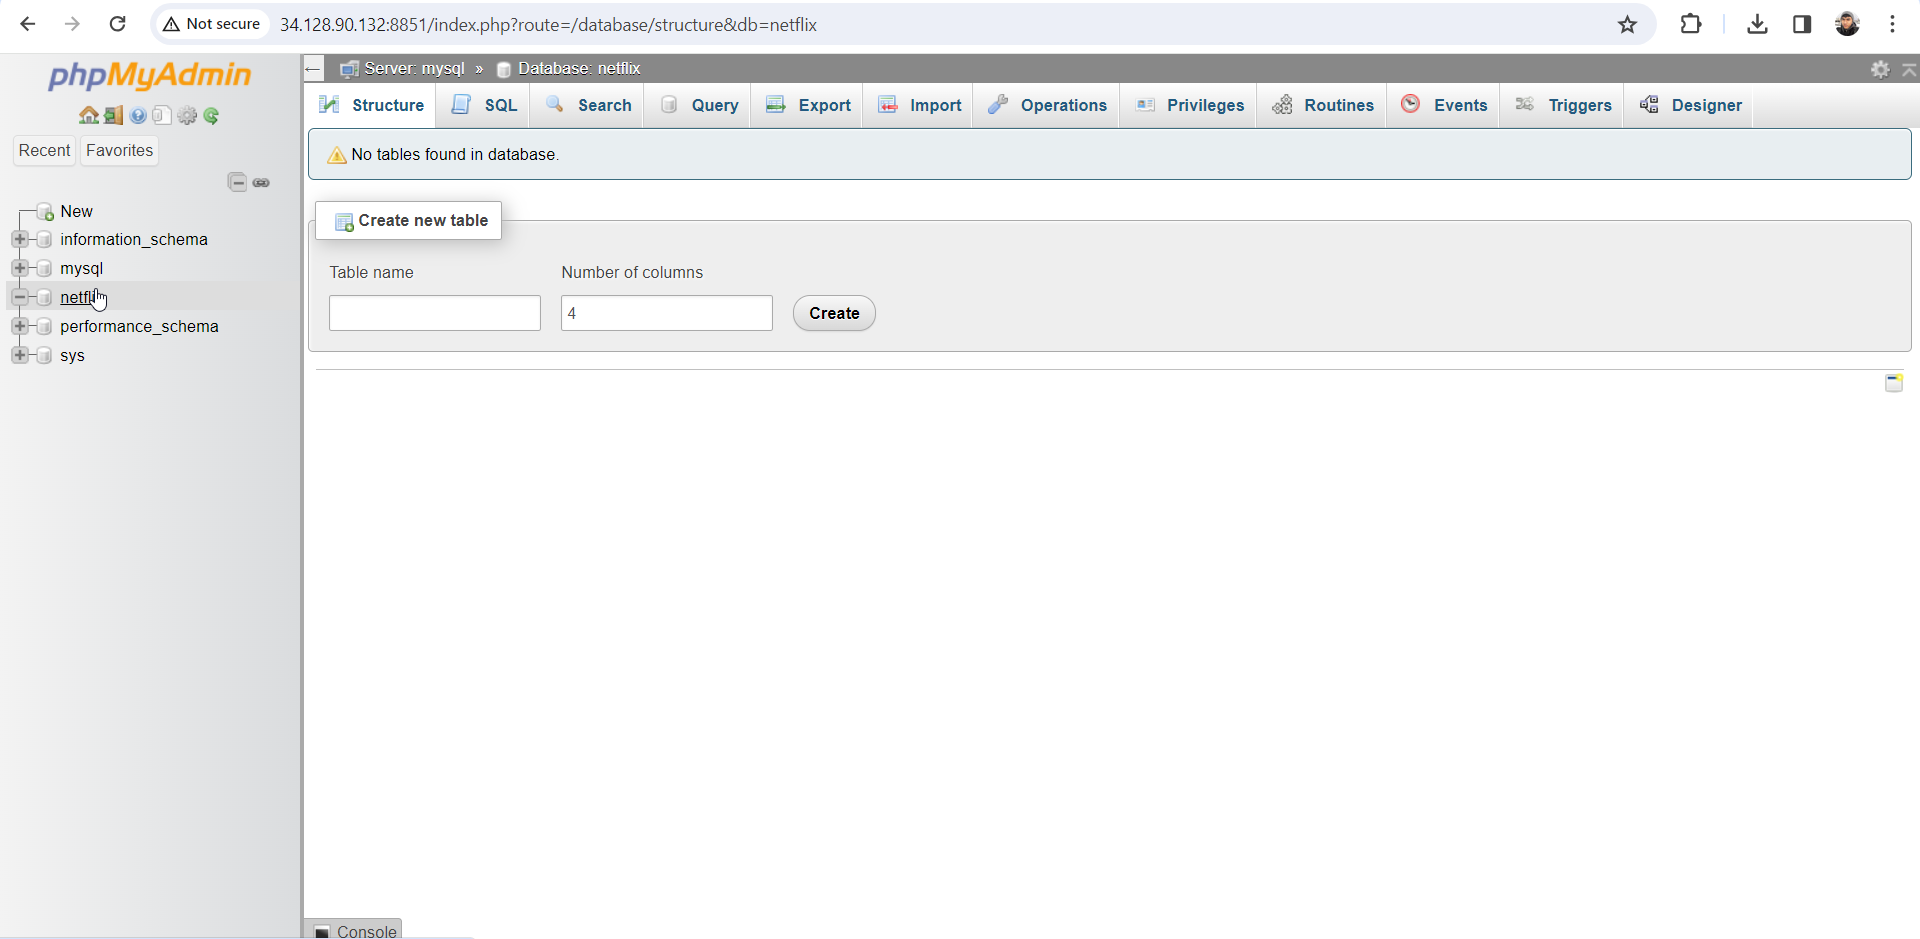 Not secure 34.128.90.132:8851/index.php?route=/database/structure&db=netflix
phpMyAdmin
Recent Favorites
New
information_schema
mysql
netflix
performance_schema
sys
Server: mysql » Database: netflix
Structure SQL Search Query Export Import Operations Privileges Routines Events Triggers Designer
No tables found in database.
Create new table
Table name Number of columns
4 Create
Console